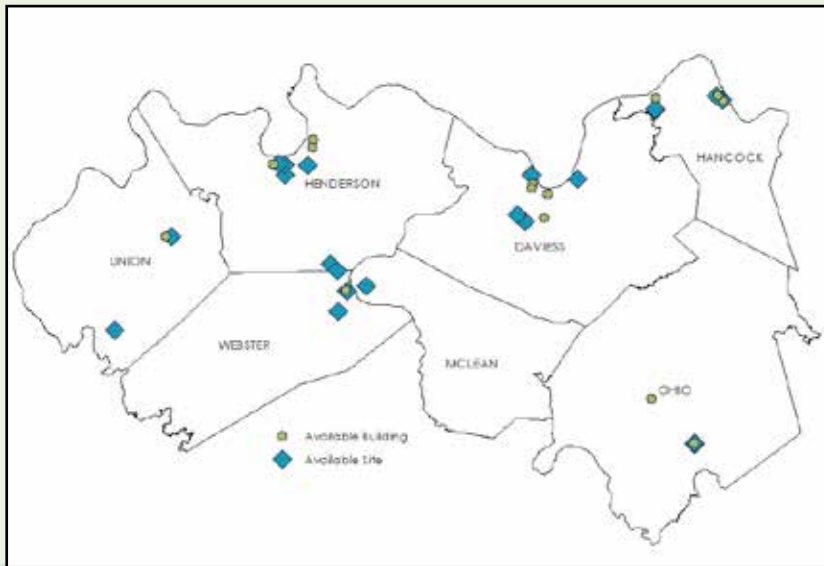 HANCOCK
HENDERSON
DAVIESS
UNION
WEBSTER
MCLEAN
OHIO
Available Building
Available Site